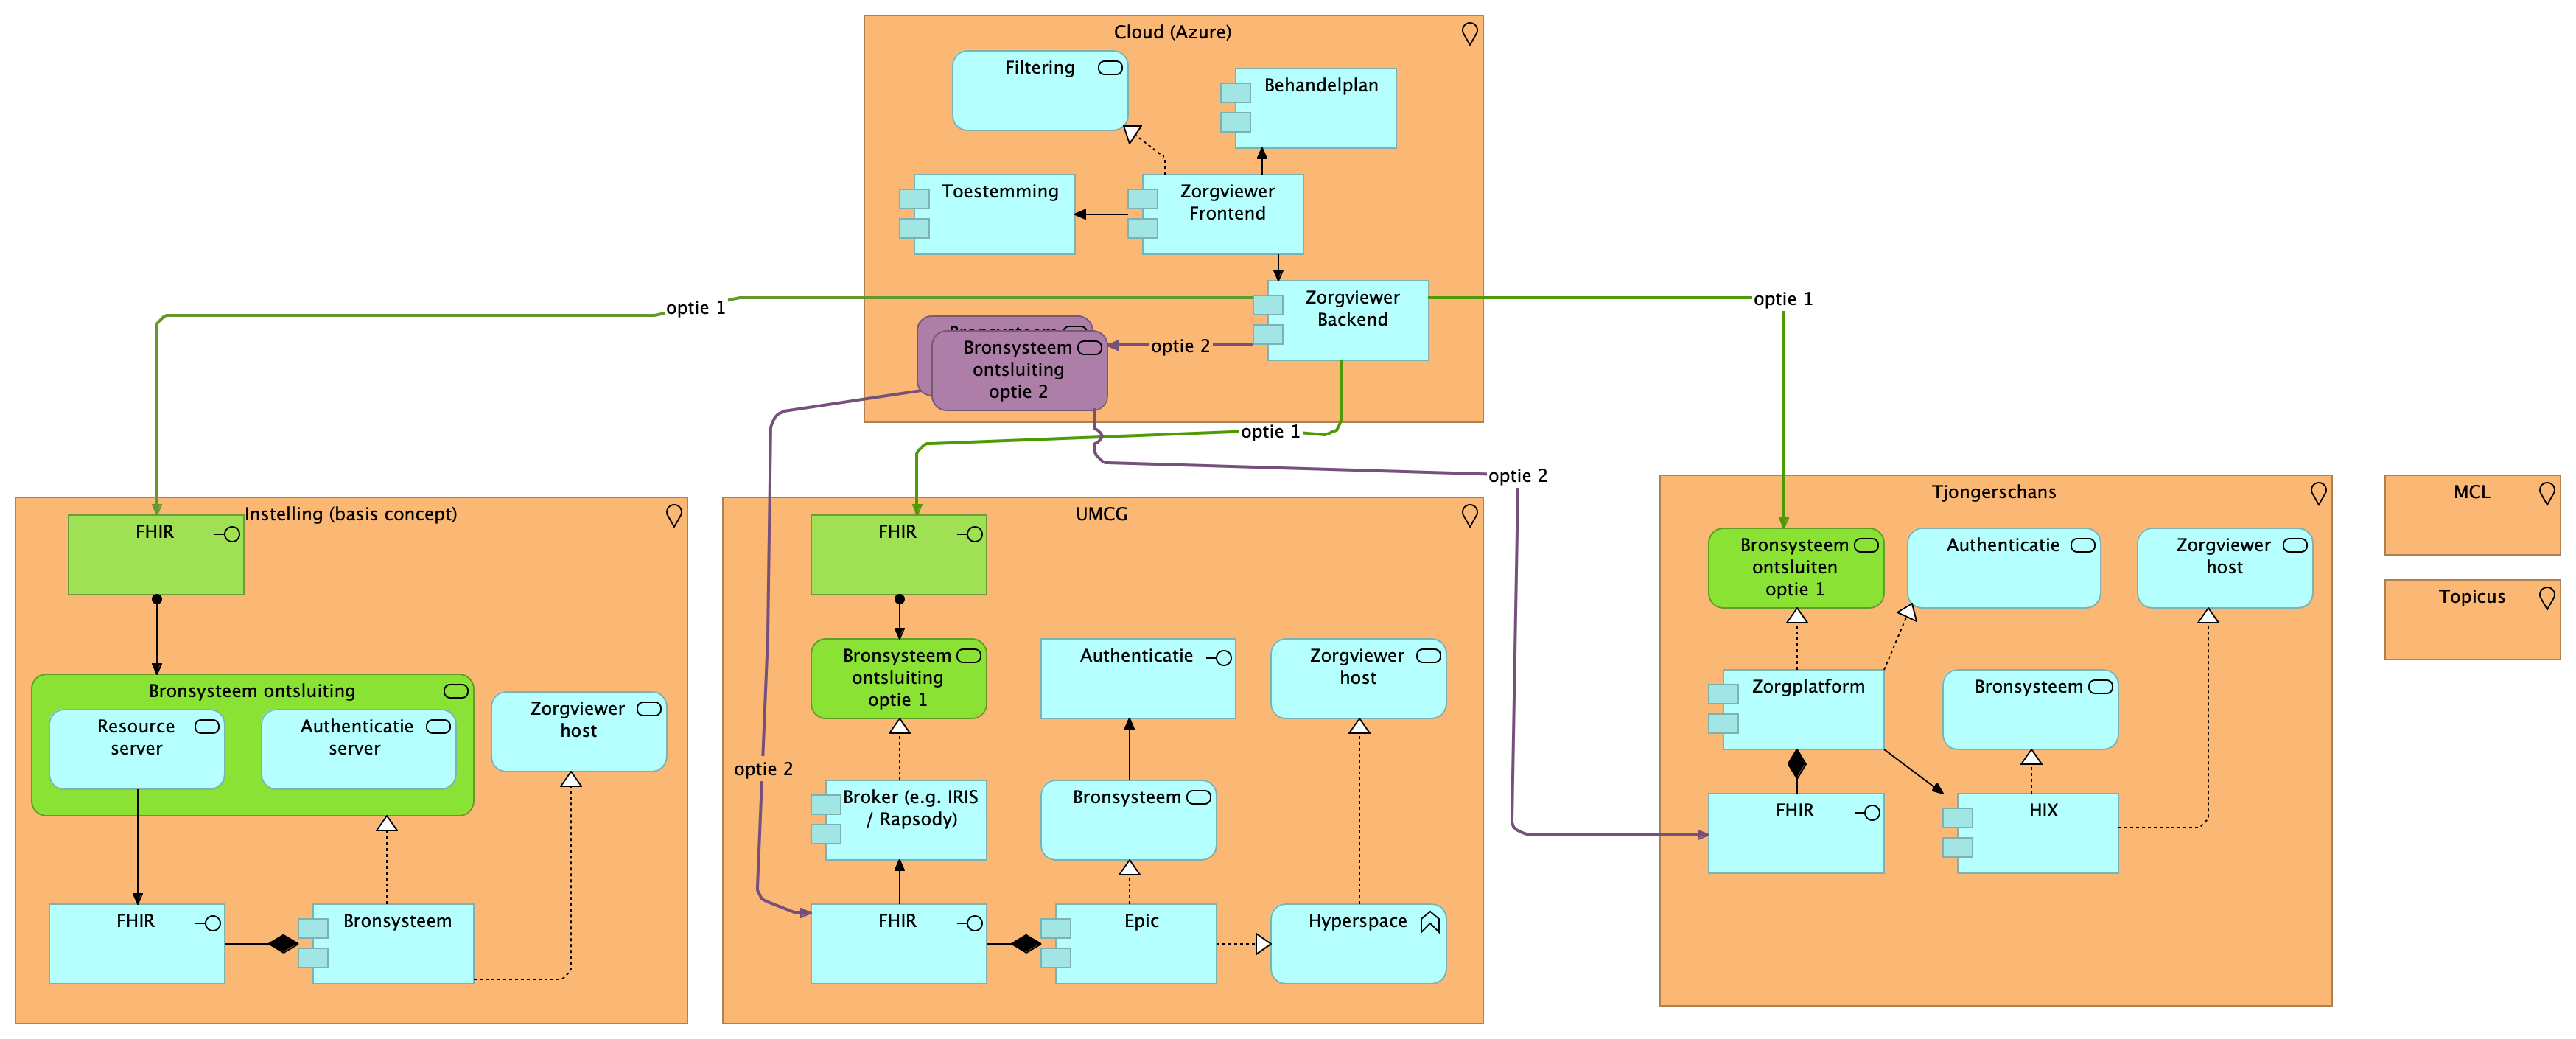 Cloud (Azure)
Filtering
Behandelplan
Toestemming
Zorgviewer
Frontend
Zorgviewer
Backend
optie 1
optie 1
optie 2
Bronsysteem
Bronsysteem
ontsluiting
optie 2
optie 1
optie 2
optie 2
Instelling (basis concept)
FHIR
Bronsysteem ontsluiting
Resource
server
Authenticatie
server
Zorgviewer
host
FHIR
Bronsysteem
UMCG
FHIR
Bronsysteem
ontsluiting
optie 1
Authenticatie
Zorgviewer
host
Broker (e.g. IRIS
/ Rapsody)
Bronsysteem
FHIR
Epic
Hyperspace
Tjongerschans
Bronsysteem
ontsluiten
optie 1
Authenticatie
Zorgviewer
host
Zorgplatform
Bronsysteem
FHIR
HIX
MCL
Topicus